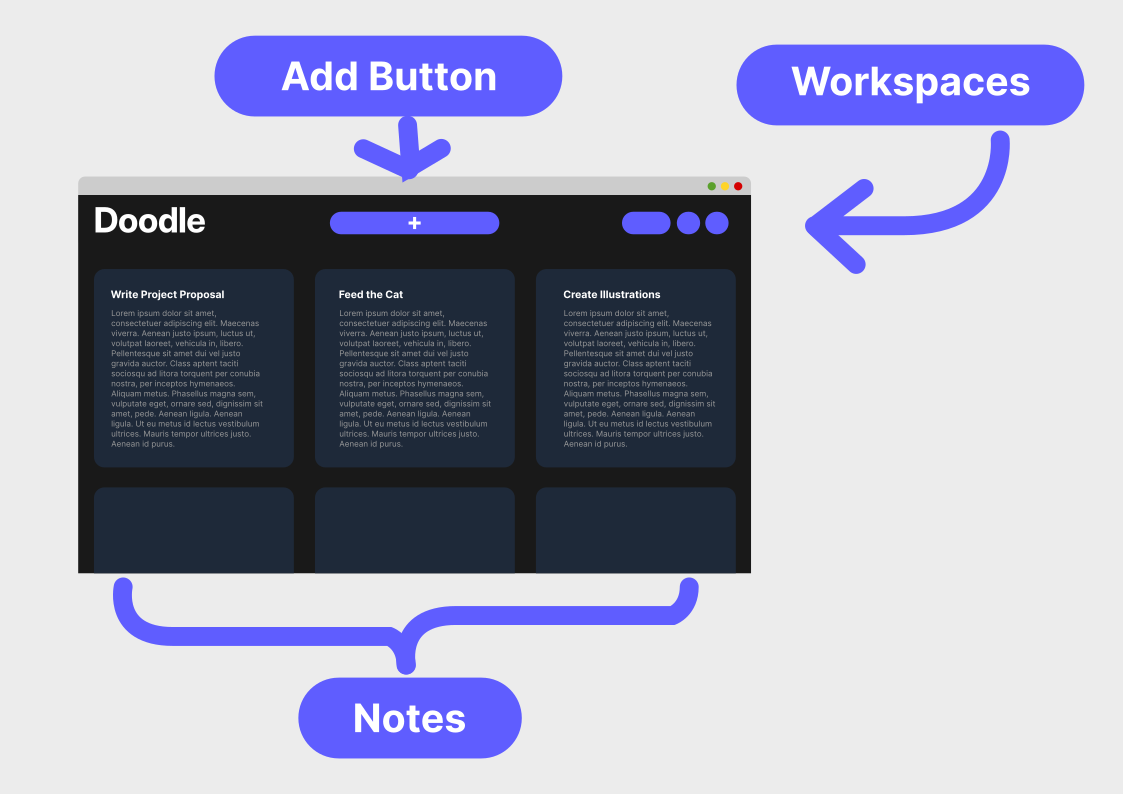 Add Button
Workspaces
Doodle
+
Write Project Proposal
Lorem ipsum dolor sit amet,
consectetuer adipiscing elit. Maecenas
viverra. Aenean justo ipsum, luctus ut,
volutpat laoreet, vehicula in, libero.
Pellentesque sit amet dui vel justo
gravida auctor. Class aptent taciti
sociosqu ad litora torquent per conubia
nostra, per inceptos hymenaeos.
Aliquam metus. Phasellus magna sem,
vulputate eget, ornare sed, dignissim sit
amet, pede. Aenean ligula. Aenean
ligula. Ut eu metus id lectus vestibulum
ultrices. Mauris tempor ultrices justo.
Aenean id purus.
Feed the Cat
Lorem ipsum dolor sit amet,
consectetuer adipiscing elit. Maecenas
viverra. Aenean justo ipsum, luctus ut,
volutpat laoreet, vehicula in, libero.
Pellentesque sit amet dui vel justo
gravida auctor. Class aptent taciti
sociosqu ad litora torquent per conubia
nostra, per inceptos hymenaeos.
Aliquam metus. Phasellus magna sem,
vulputate eget, ornare sed, dignissim sit
amet, pede. Aenean ligula. Aenean
ligula. Ut eu metus id lectus vestibulum
ultrices. Mauris tempor ultrices justo.
Aenean id purus.
Create Illustrations
Lorem ipsum dolor sit amet,
consectetuer adipiscing elit. Maecenas
viverra. Aenean justo ipsum, luctus ut,
volutpat laoreet, vehicula in, libero.
Pellentesque sit amet dui vel justo
gravida auctor. Class aptent taciti
sociosqu ad litora torquent per conubia
nostra, per inceptos hymenaeos.
Aliquam metus. Phasellus magna sem,
vulputate eget, ornare sed, dignissim sit
amet, pede. Aenean ligula. Aenean
ligula. Ut eu metus id lectus vestibulum
ultrices. Mauris tempor ultrices justo.
Aenean id purus.
Notes